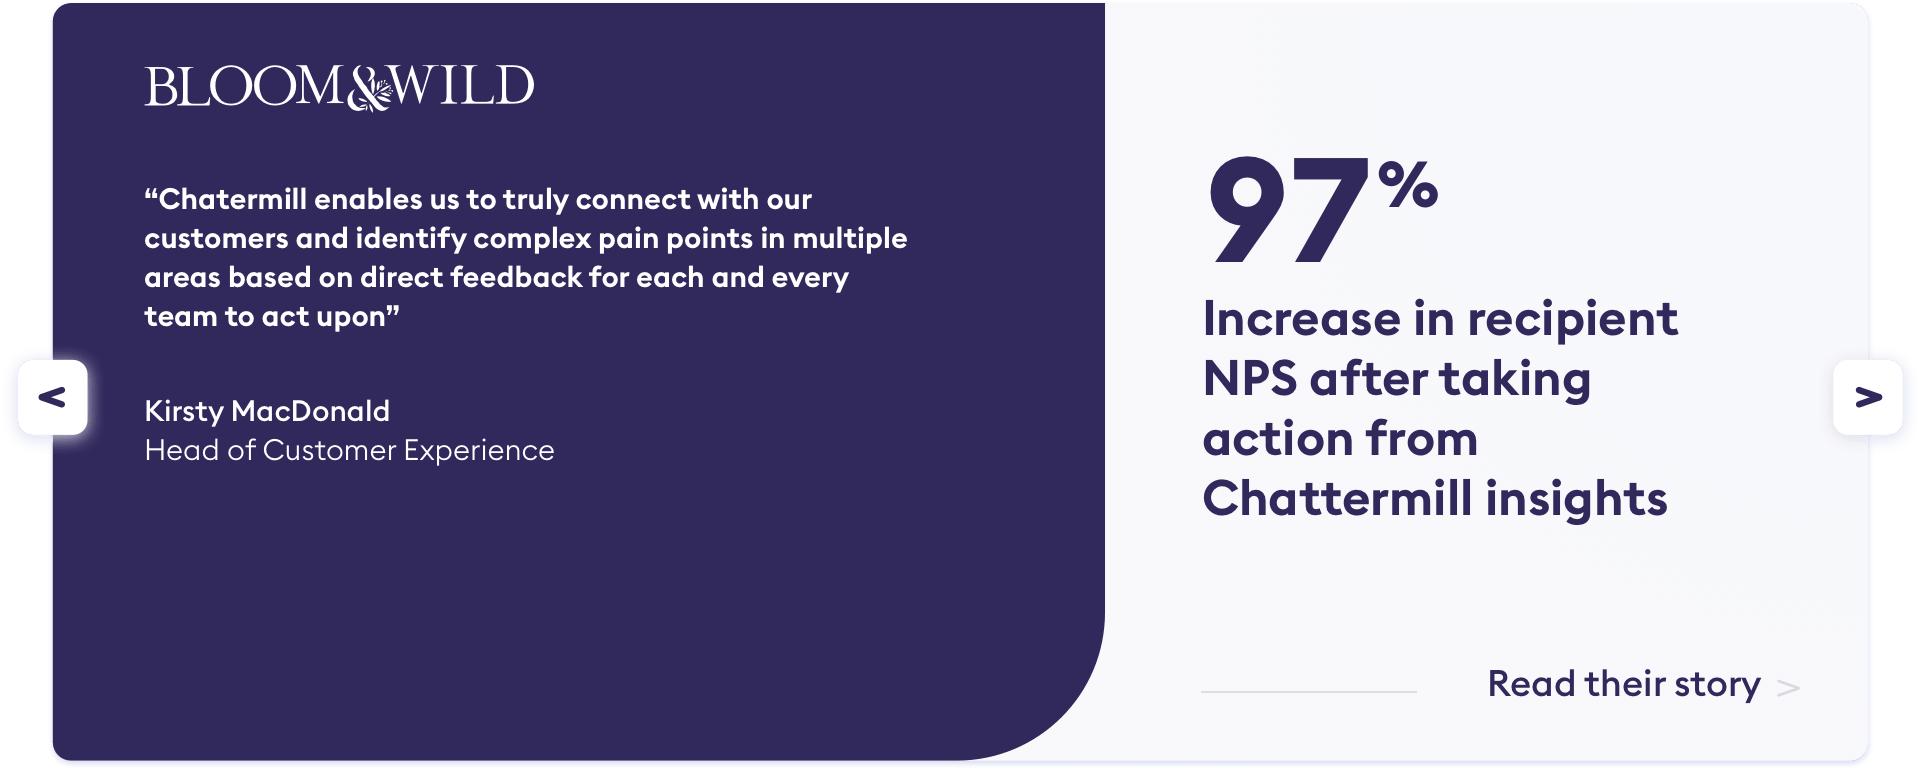 BLOOM&WILD
“Chatermill enables us to truly connect with our
customers and identify complex pain points in multiple
areas based on direct feedback for each and every
team to act upon”
Kirsty MacDonald
Head of Customer Experience
<
97%
Increase in recipient
NPS after taking
action from
Chattermill insights
Read their story >
>